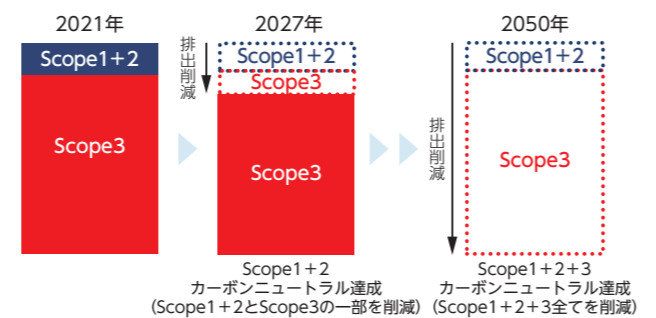 2021年
Scope1+2
Scope3
2027年
排出削減
Scope1+2
Scope3
Scope3
Scope1+2
カーボンニュートラル達成
(Scope1+2とScope3の一部を削減)
2050年
排出削減
Scope1+2
Scope3
Scope1+2+3
カーボンニュートラル達成
(Scope1+2+3全てを削減)